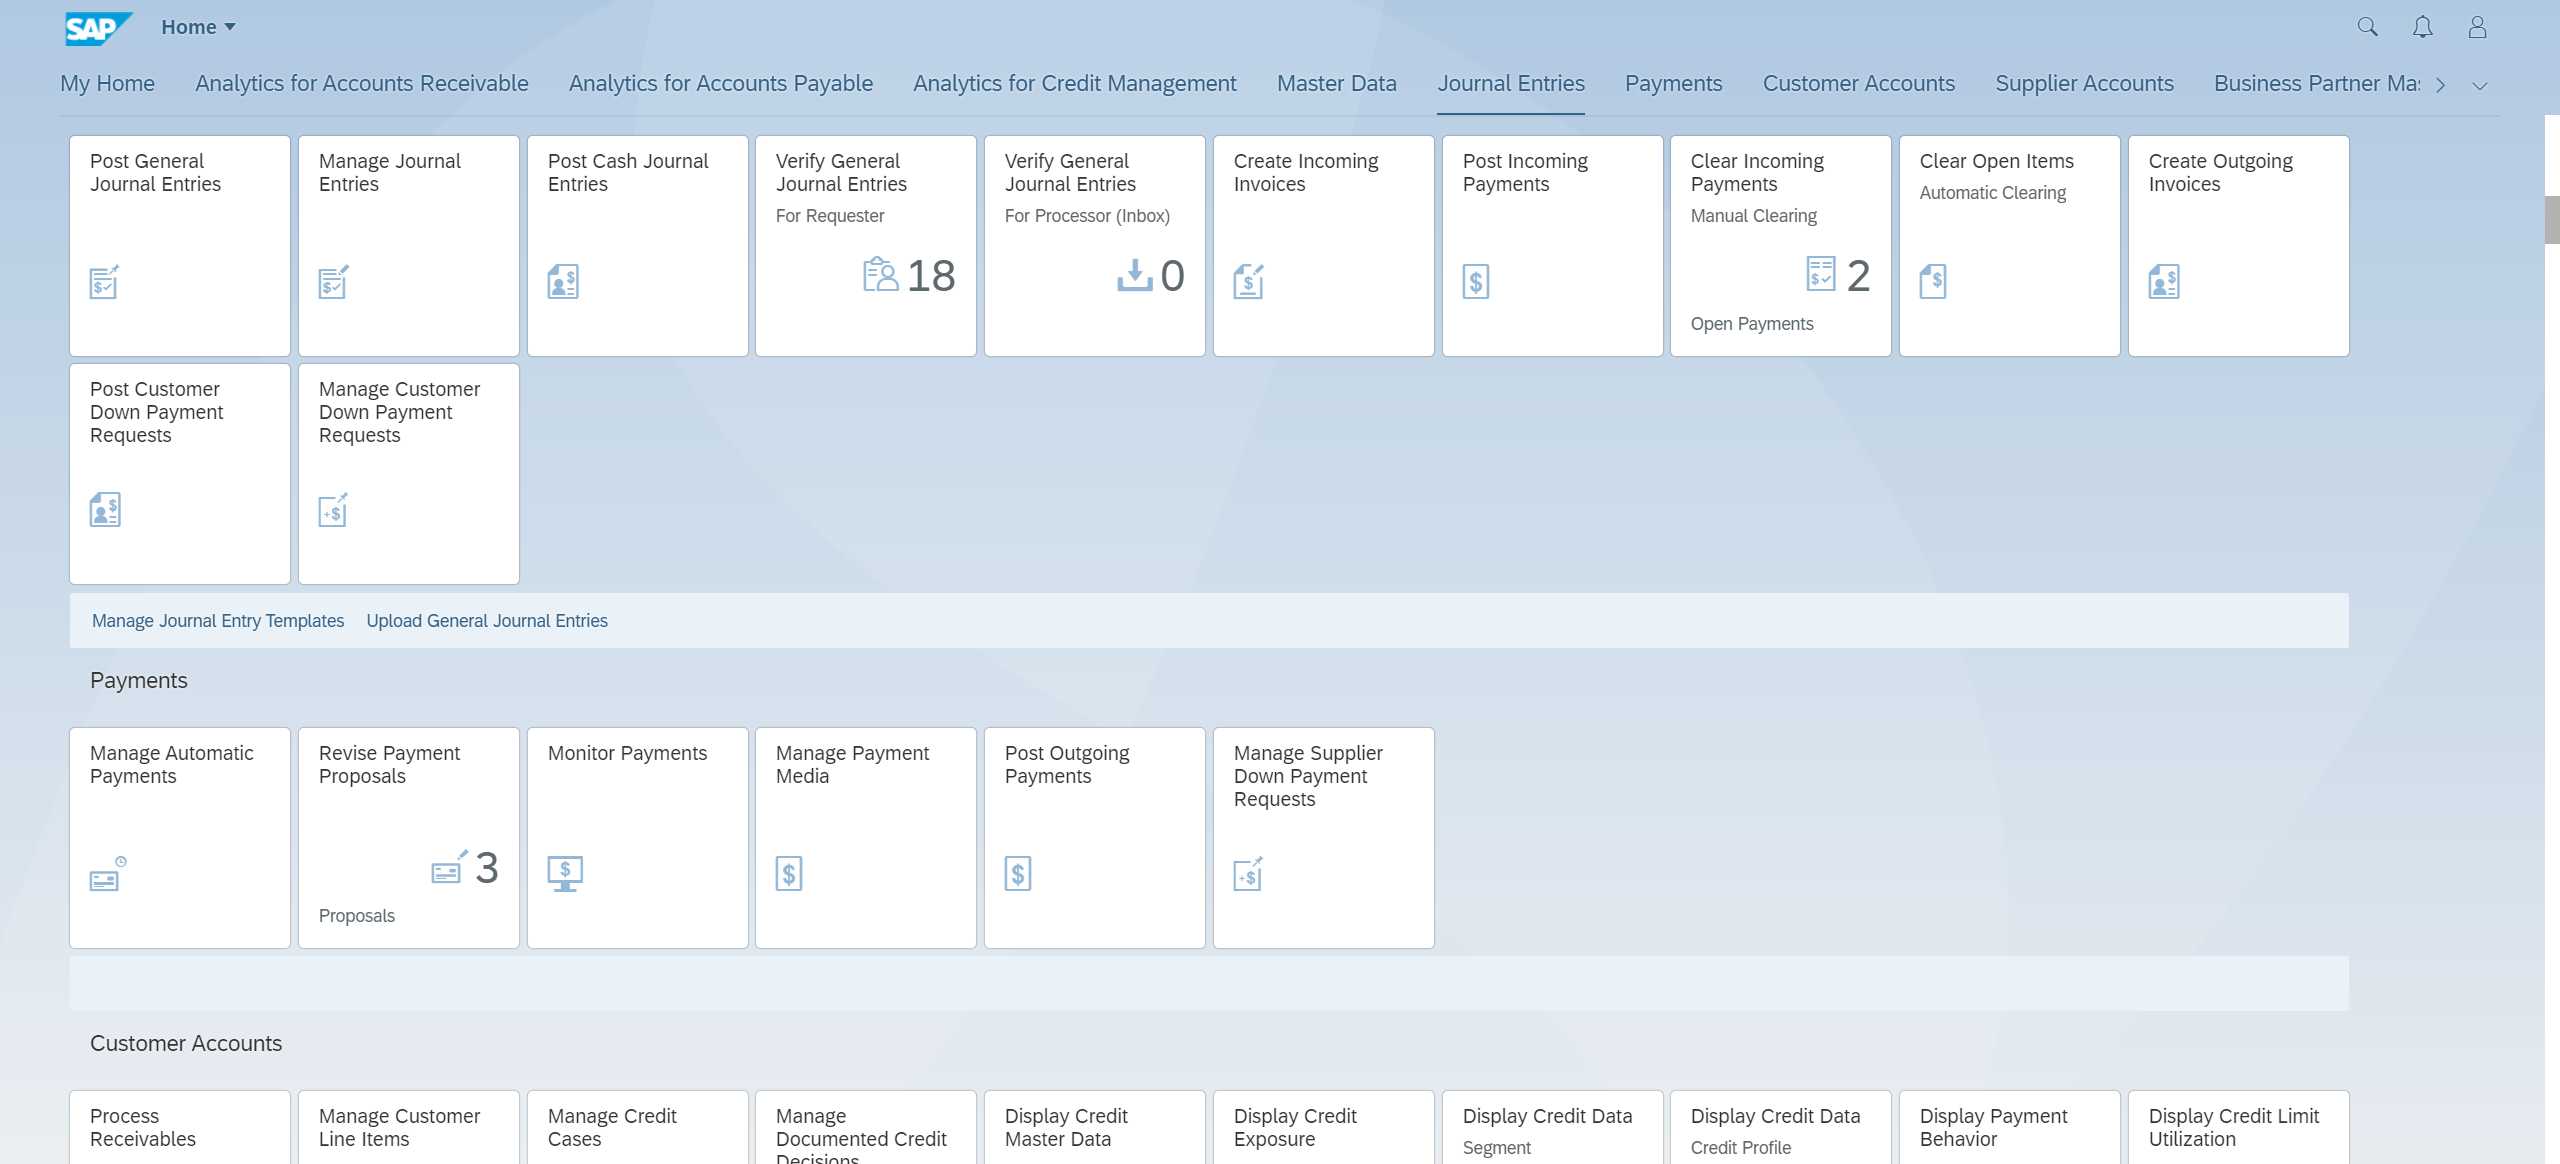 SAP Home
My Home Analytics for Accounts Receivable Analytics for Accounts Payable Analytics for Credit Management Master Data Journal Entries Payments Customer Accounts Supplier Accounts Business Partner Mas
Post General
Journal Entries
Manage Journal
Entries
Post Cash Journal
Entries
Verify General
Journal Entries
For Requester
18
Verify General
Journal Entries
For Processor (Inbox)
0
Create Incoming
Invoices
Post Incoming
Payments
Clear Incoming
Payments
Manual Clearing
2
Open Payments
Clear Open Items
Automatic Clearing
Create Outgoing
Invoices
Post Customer
Down Payment
Requests
Manage Customer
Down Payment
Requests
Manage Journal Entry Templates Upload General Journal Entries
Payments
Manage Automatic
Payments
Revise Payment
Proposals
3
Proposals
Monitor Payments
Manage Payment
Media
Post Outgoing
Payments
Manage Supplier
Down Payment
Requests
Customer Accounts
Process
Receivables
Manage Customer
Line Items
Manage Credit
Cases
Manage
Documented Credit
Decisions
Display Credit
Master Data
Display Credit
Exposure
Display Credit Data
Segment
Display Credit Data
Credit Profile
Display Payment
Behavior
Display Credit Limit
Utilization